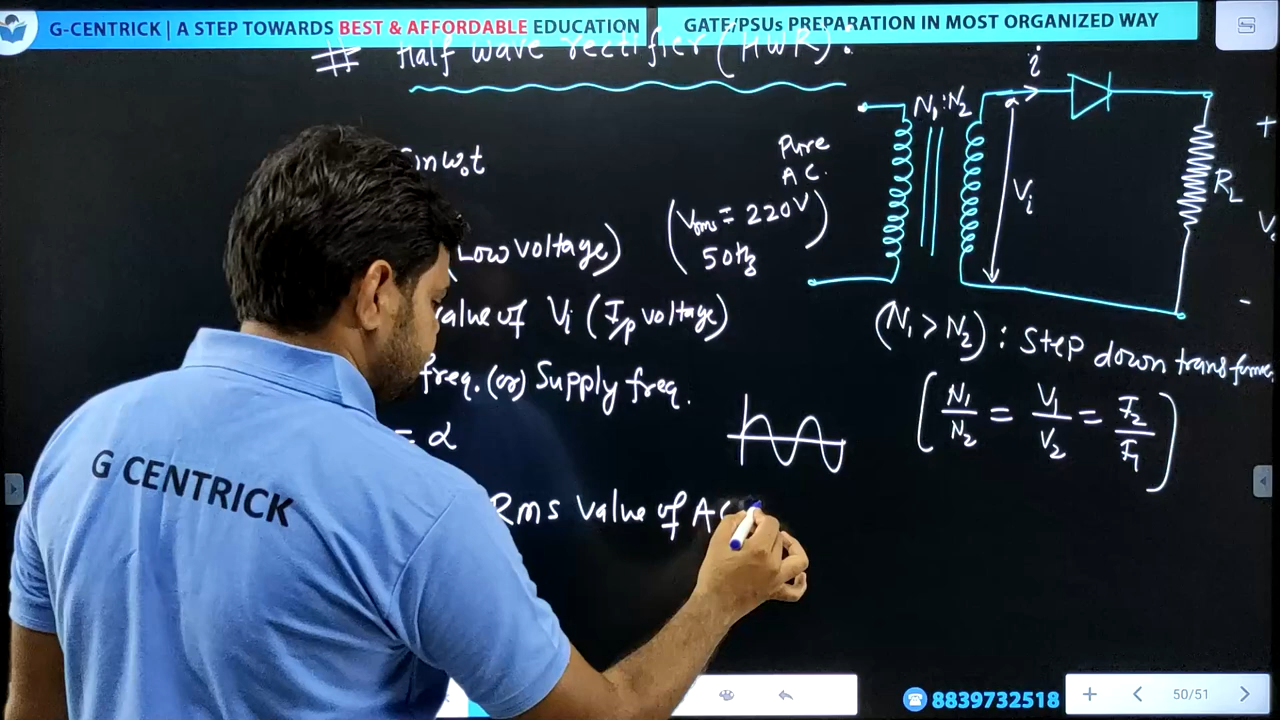 G-CENTRICK | A STEP TOWARDS BEST & AFFORDABLE EDUCATION
GATE/PSUs PREPARATION IN MOST ORGANIZED WAY
# Half wave rectifier (HWR):
i
N₁:N₂
a
Sinω₀t
Pure
A C.
Vᵢ
R_L
+
(Low voltage)
(Vrms = 220V)
50Hz
-
value of Vᵢ (I/p voltage)
(N₁ > N₂) : Step down transformer
freq. (or) Supply freq.
(N₁/N₂ = V₁/V₂ = I₂/I₁)
= α
Rms value of AC
G CENTRICK
8839732518
50/51